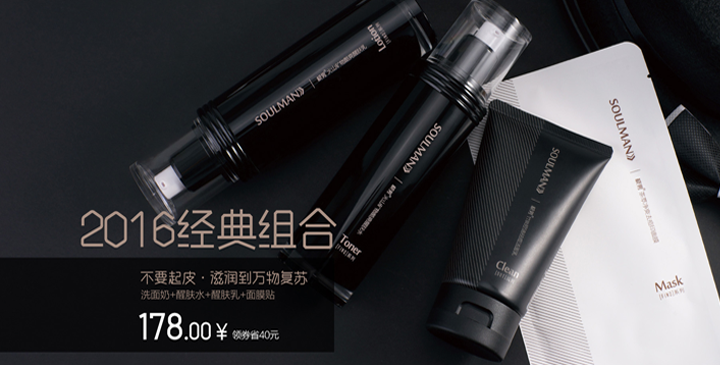 Lotion
SOULMAN
SOULMAN
SOULMAN
SOULMAN
Toner
Clean
Mask
2016经典组合
不要起皮·滋润到万物复苏
洗面奶+醒肤水+醒肤乳+面膜贴
178.00¥ 领券省40元